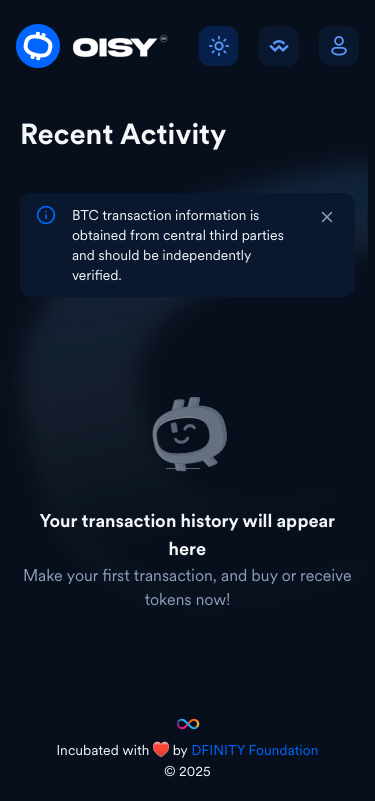 OISY
Recent Activity
BTC transaction information is
obtained from central third parties
and should be independently
verified.
Your transaction history will appear
here
Make your first transaction, and buy or receive
tokens now!
Incubated with ❤️ by DFINITY Foundation
© 2025